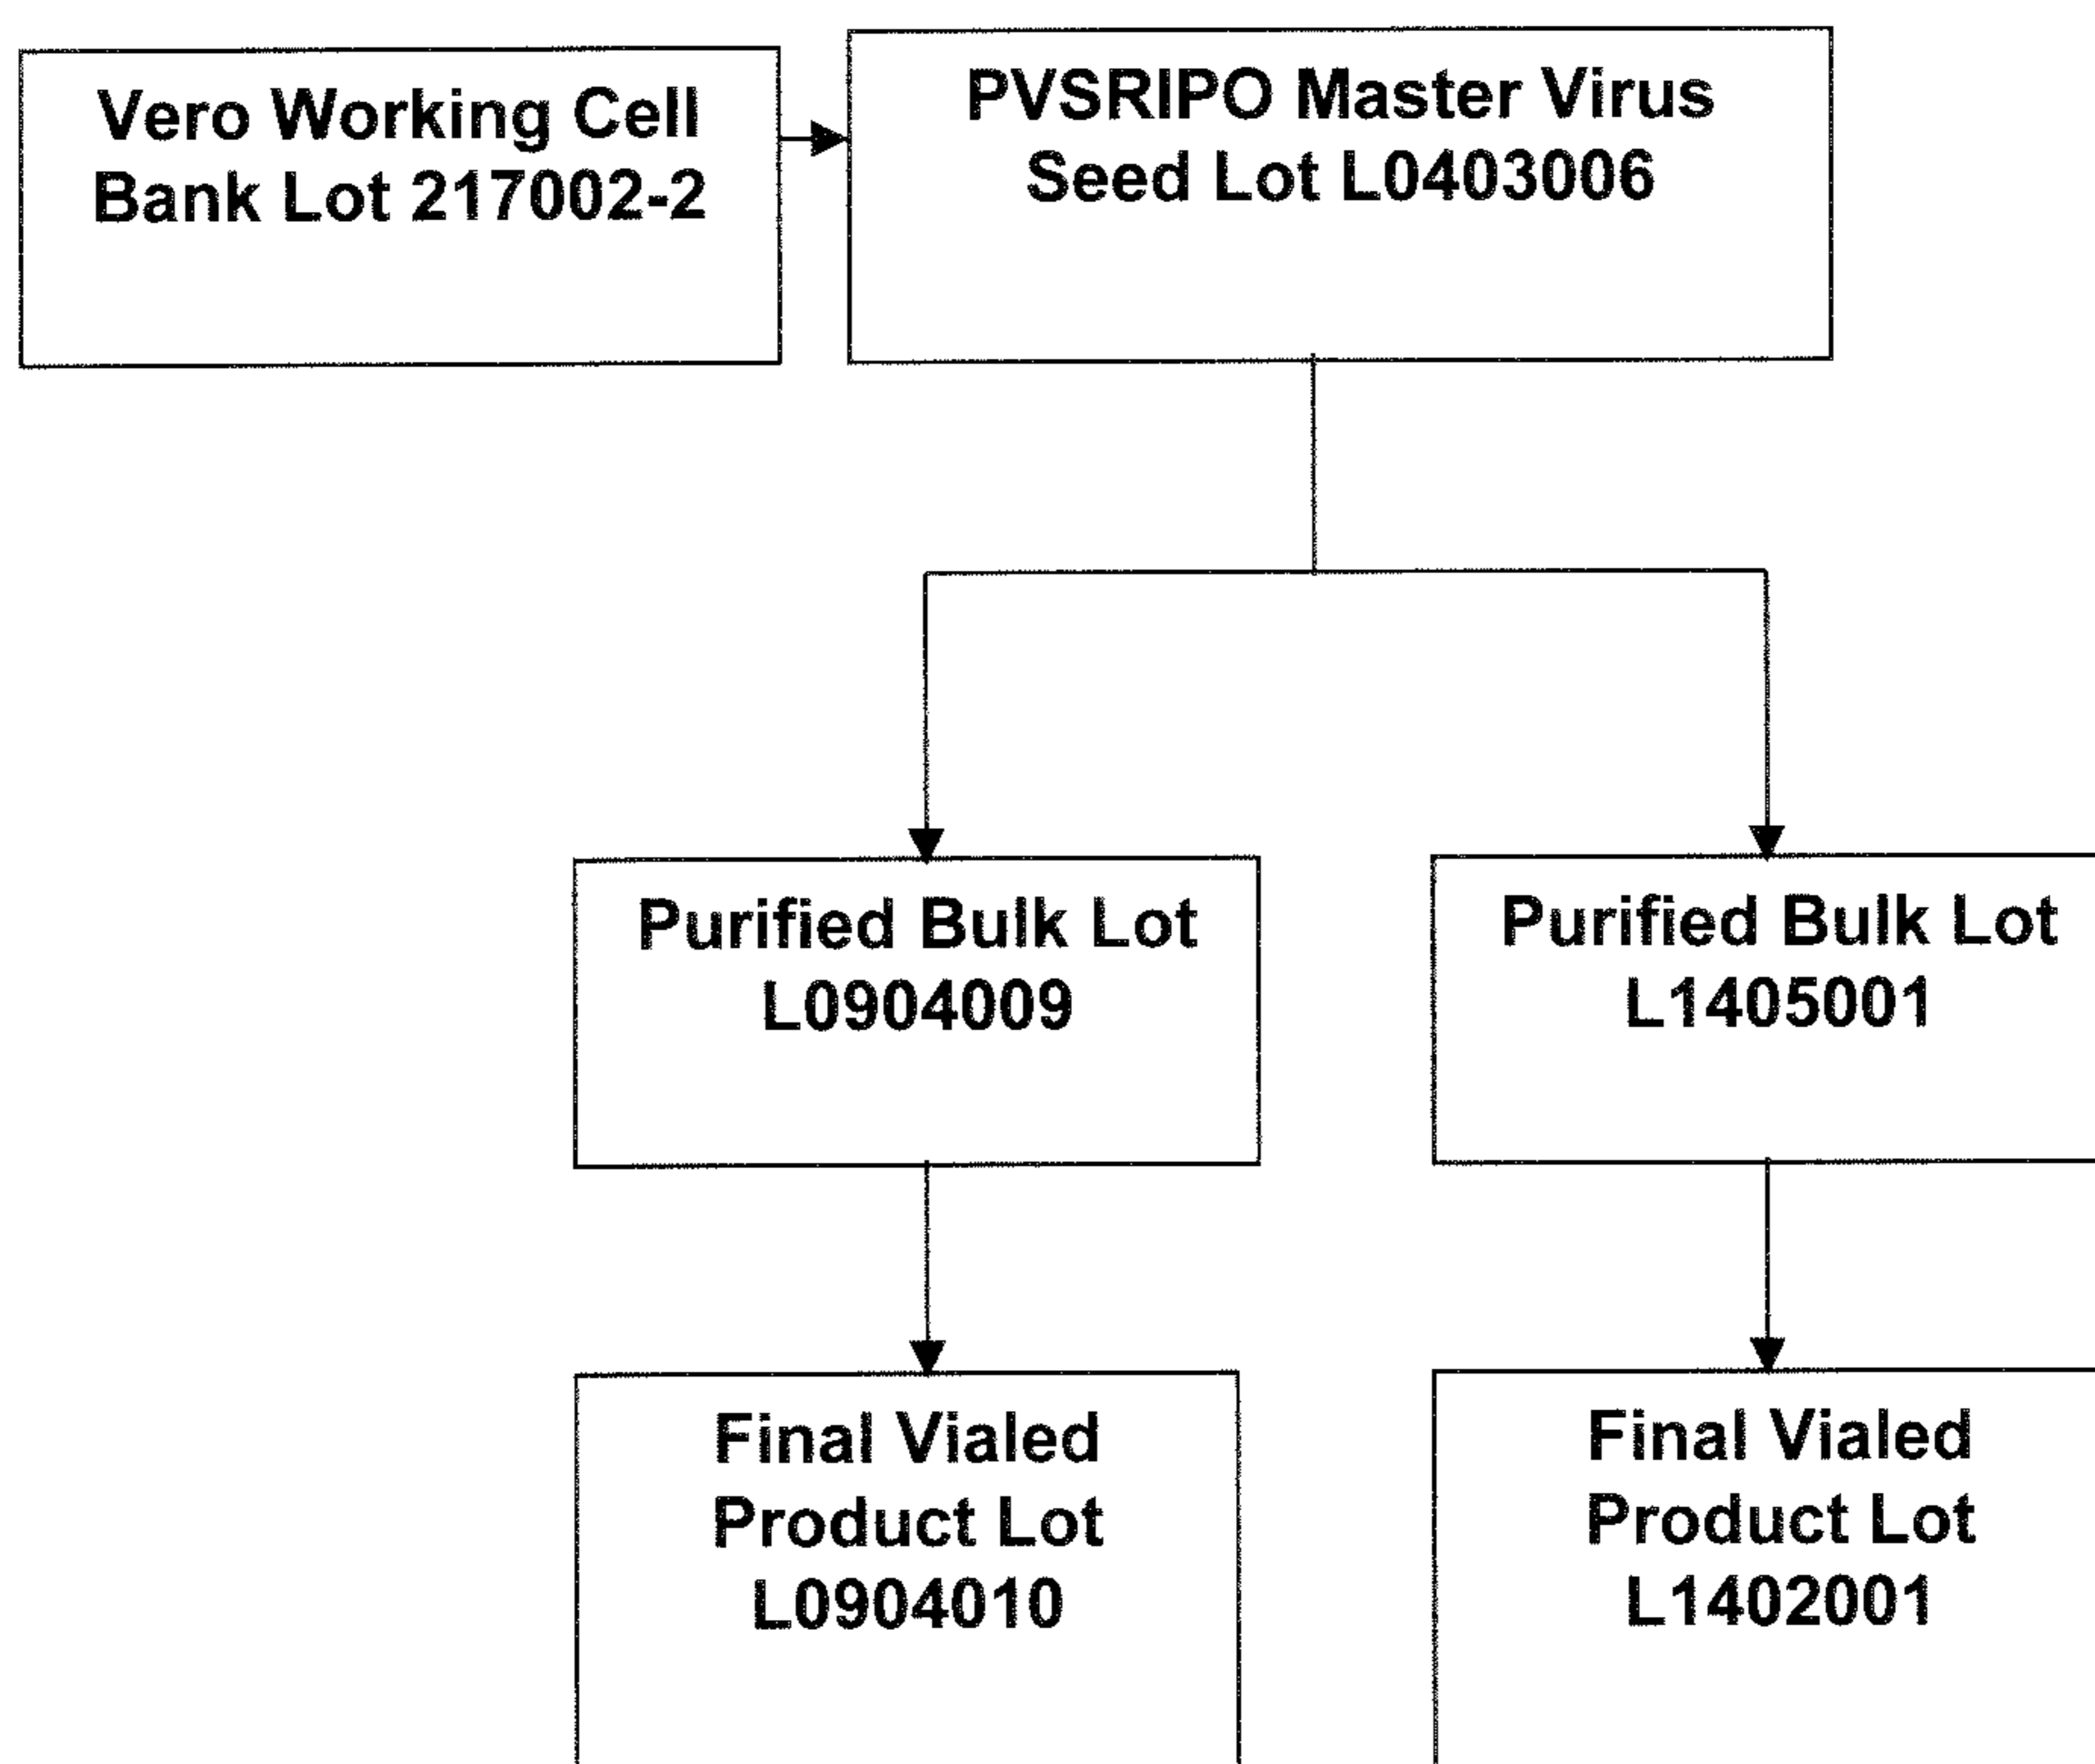 Vero Working Cell
Bank Lot 217002-2
PVSRIPO Master Virus
Seed Lot L0403006
Purified Bulk Lot
L0904009
Purified Bulk Lot
L1405001
Final Vialed
Product Lot
L0904010
Final Vialed
Product Lot
L1402001